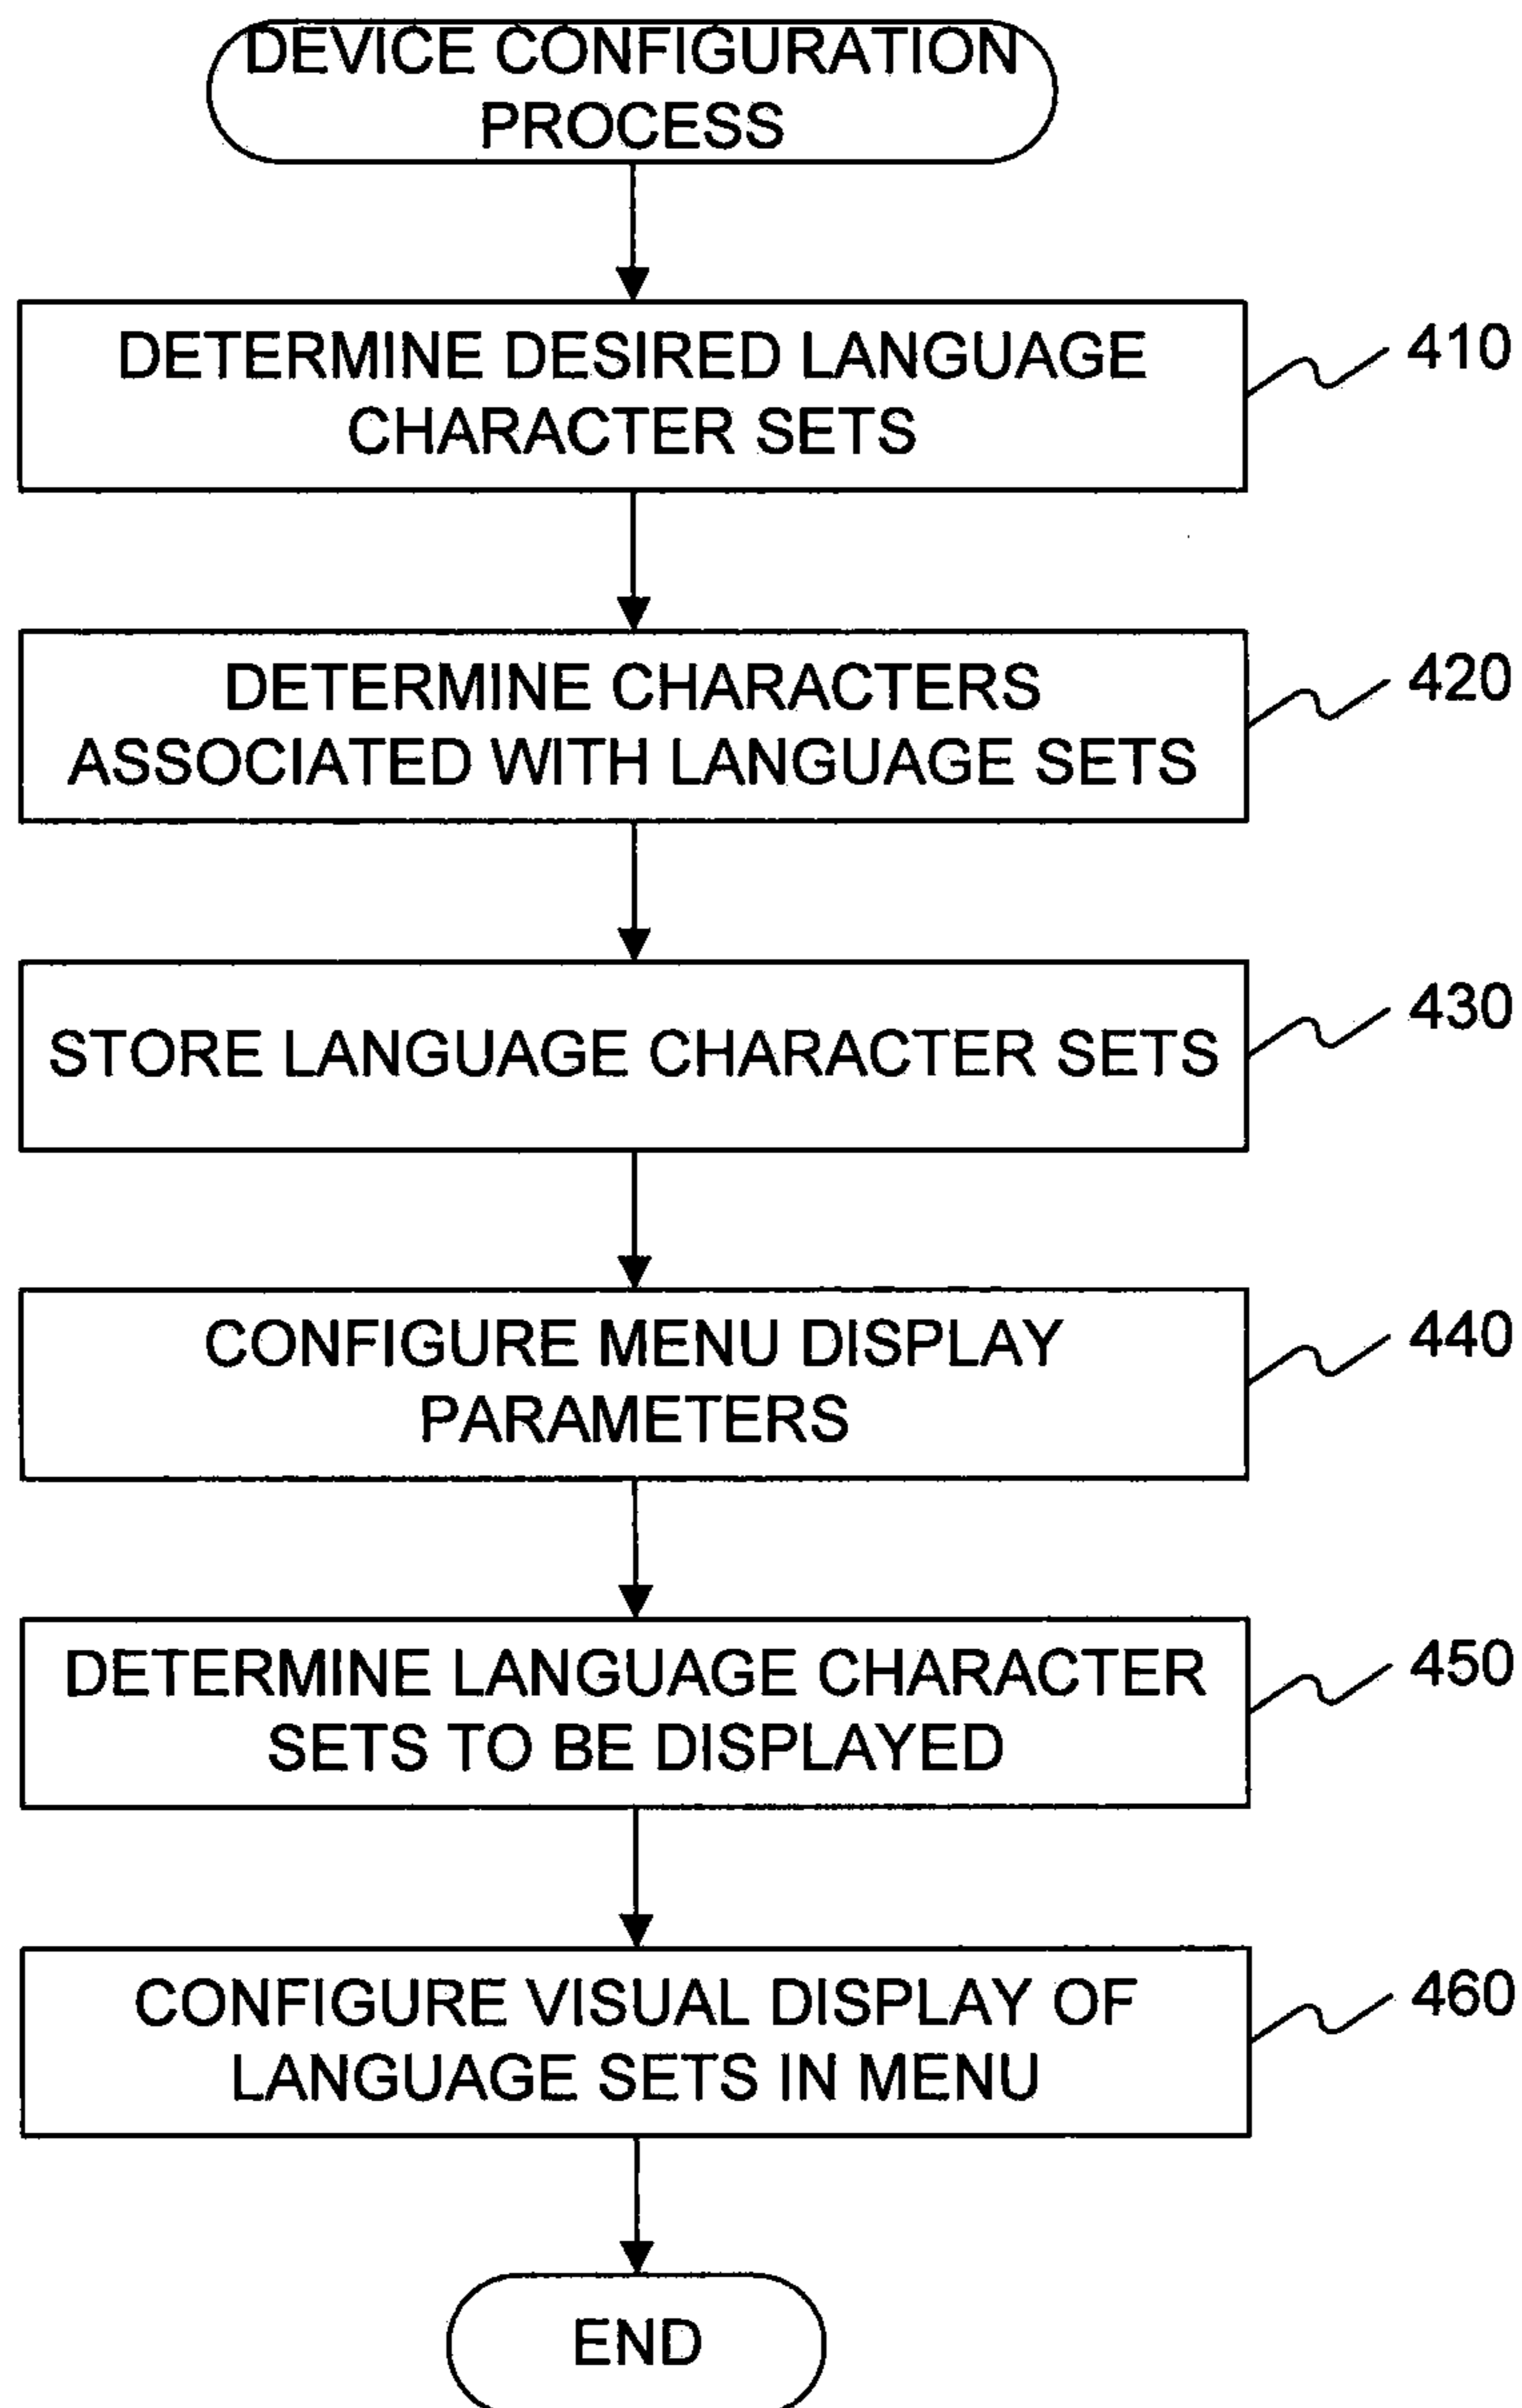 DEVICE CONFIGURATION
PROCESS
DETERMINE DESIRED LANGUAGE
CHARACTER SETS
410
DETERMINE CHARACTERS
ASSOCIATED WITH LANGUAGE SETS
420
STORE LANGUAGE CHARACTER SETS
430
CONFIGURE MENU DISPLAY
PARAMETERS
440
DETERMINE LANGUAGE CHARACTER
SETS TO BE DISPLAYED
450
CONFIGURE VISUAL DISPLAY OF
LANGUAGE SETS IN MENU
460
END